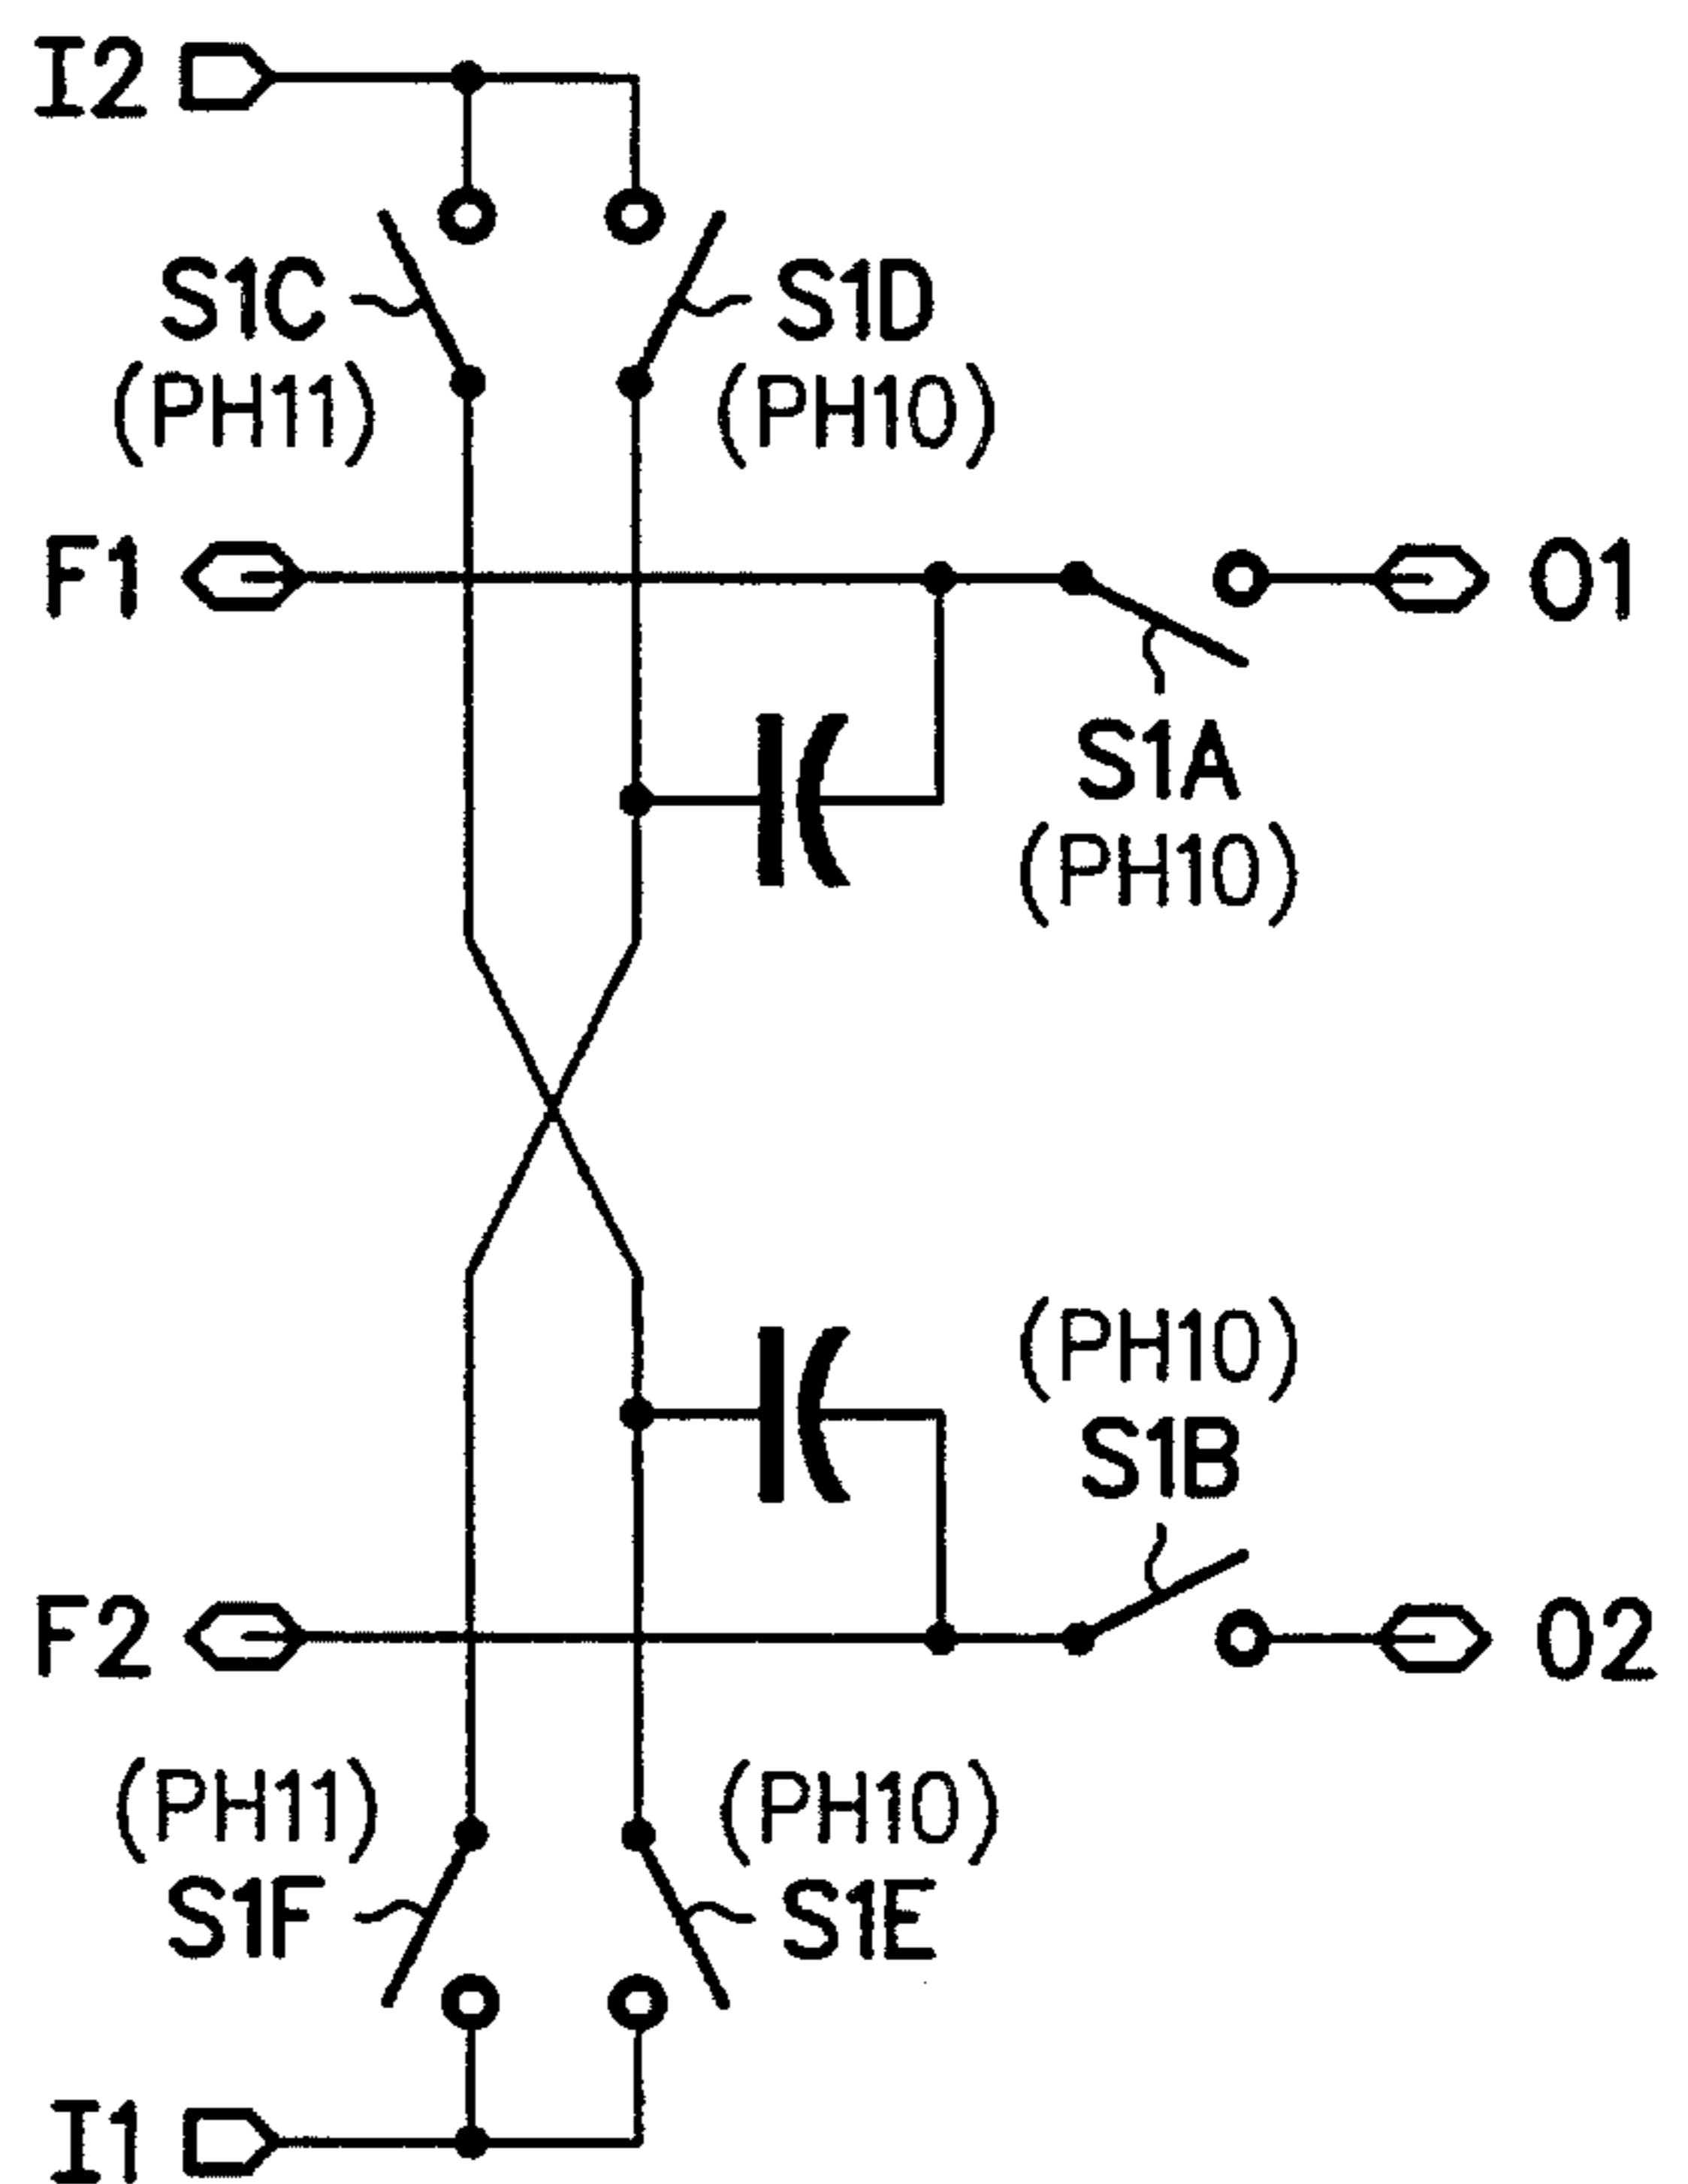 I2
S1C
(PH11)
S1D
(PH10)
F1
O1
S1A
(PH10)
(PH10)
S1B
F2
O2
(PH11)
S1F
(PH10)
S1E
I1